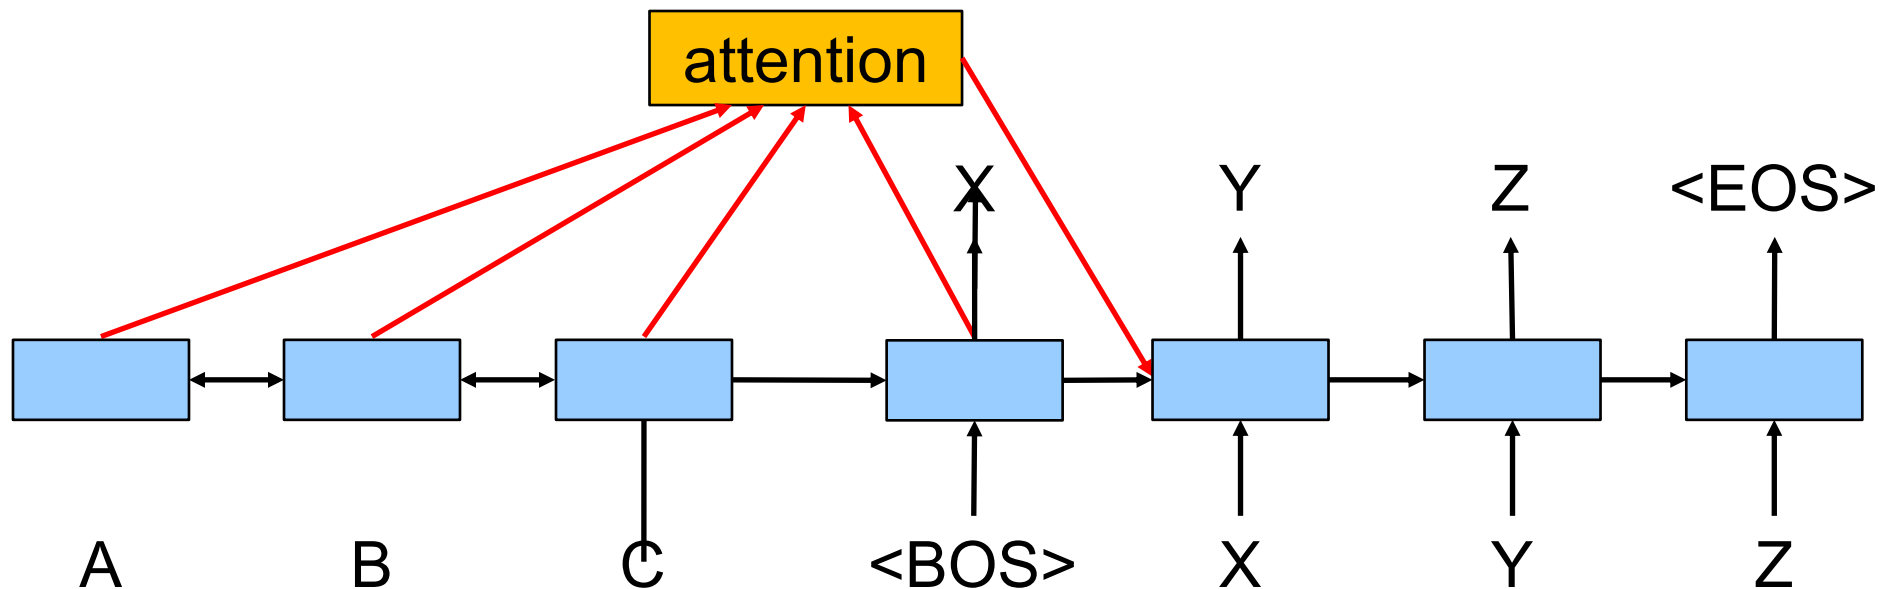 attention
X Y Z <EOS>
A B C <BOS> X Y Z